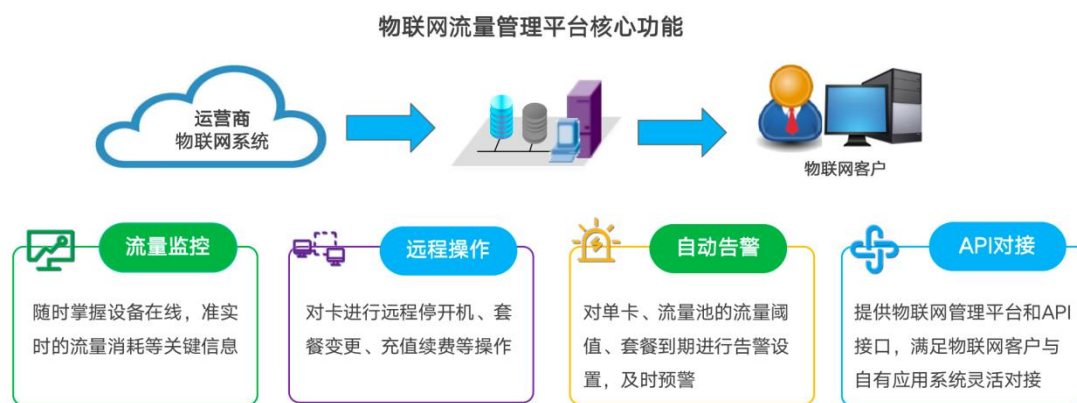 物联网流量管理平台核心功能
运营商
物联网系统
物联网客户
流量监控
随时掌握设备在线，准实
时的流量消耗等关键信息
远程操作
对卡进行远程停开机、套
餐变更、充值续费等操作
自动告警
对单卡、流量池的流量阈
值、套餐到期进行告警设
置，及时预警
API对接
提供物联网管理平台和API
接口，满足物联网客户与
自有应用系统灵活对接